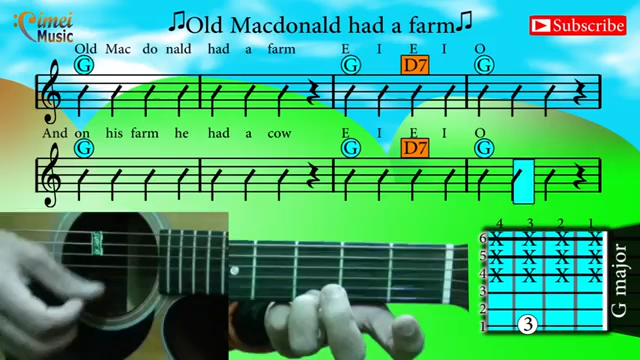 Cimei Music
♫Old Macdonald had a farm♫
Subscribe
Old Mac do nald had a farm E I E I O
G G D7 G
And on his farm he had a cow E I E I O
G G D7 G
4 3 2 1
6 X X X X
5 X X X X
4 X X X X
3
2
1 3
G major